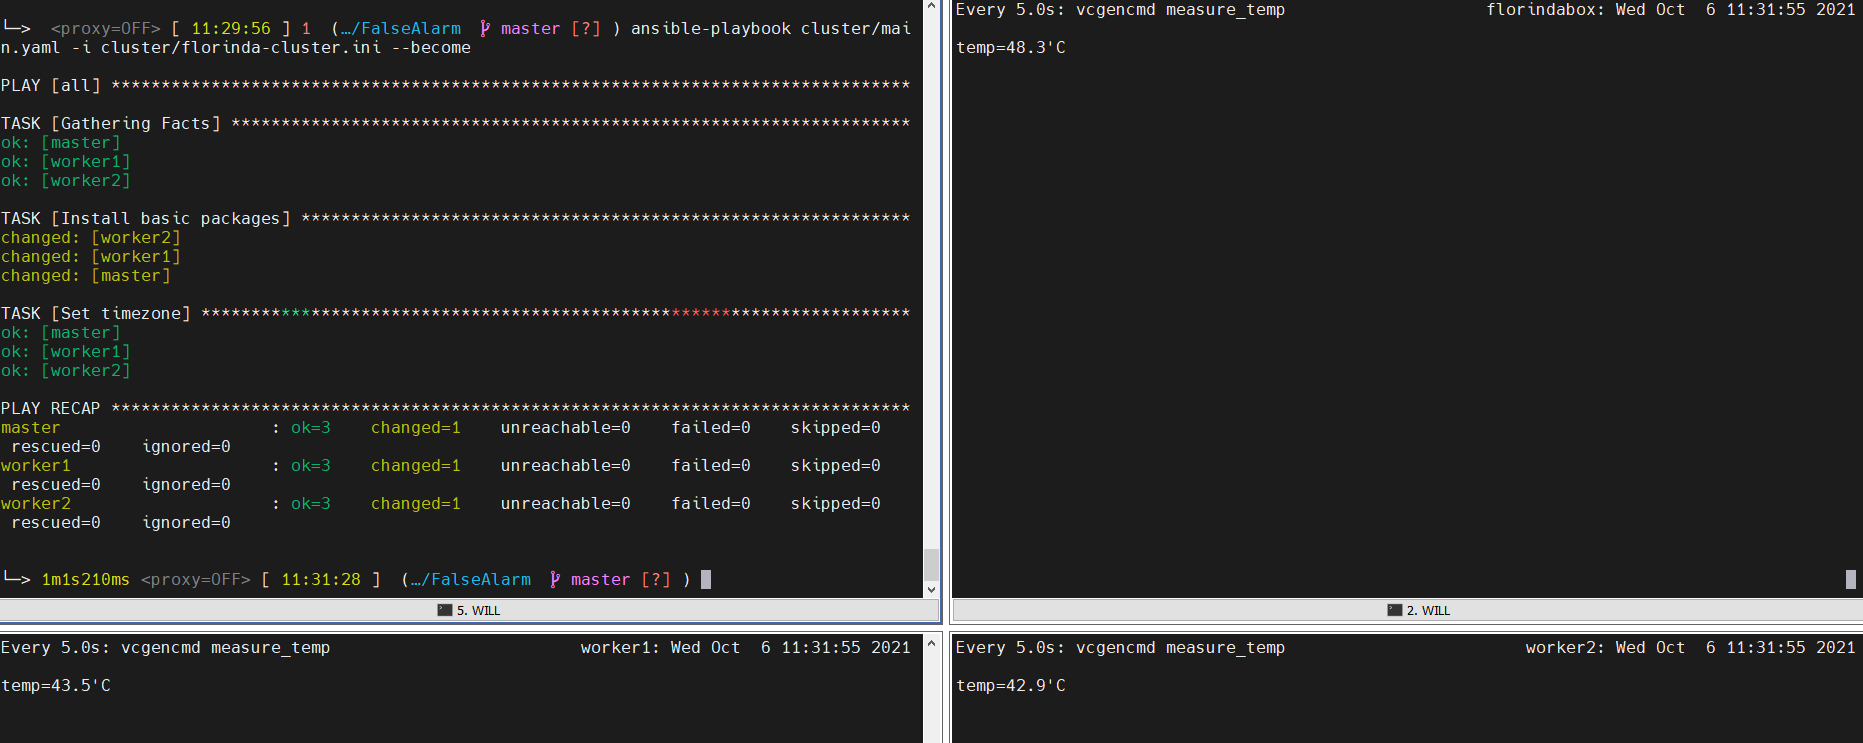 └─> <proxy=OFF> [ 11:29:56 ] 1 (…/FalseAlarm master [?] ) ansible-playbook cluster/mai
n.yaml -i cluster/florinda-cluster.ini --become
PLAY [all] ********************************************************************************
TASK [Gathering Facts] ********************************************************************
ok: [master]
ok: [worker1]
ok: [worker2]
TASK [Install basic packages] *************************************************************
changed: [worker2]
changed: [worker1]
changed: [master]
TASK [Set timezone] ***********************************************************************
ok: [master]
ok: [worker1]
ok: [worker2]
PLAY RECAP ********************************************************************************
master                     : ok=3    changed=1    unreachable=0    failed=0    skipped=0
 rescued=0    ignored=0
worker1                    : ok=3    changed=1    unreachable=0    failed=0    skipped=0
 rescued=0    ignored=0
worker2                    : ok=3    changed=1    unreachable=0    failed=0    skipped=0
 rescued=0    ignored=0
└─> 1m1s210ms <proxy=OFF> [ 11:31:28 ] (…/FalseAlarm master [?] )
5. WILL
Every 5.0s: vcgencmd measure_temp florindabox: Wed Oct  6 11:31:55 2021
temp=48.3'C
2. WILL
Every 5.0s: vcgencmd measure_temp worker1: Wed Oct  6 11:31:55 2021
temp=43.5'C
Every 5.0s: vcgencmd measure_temp worker2: Wed Oct  6 11:31:55 2021
temp=42.9'C